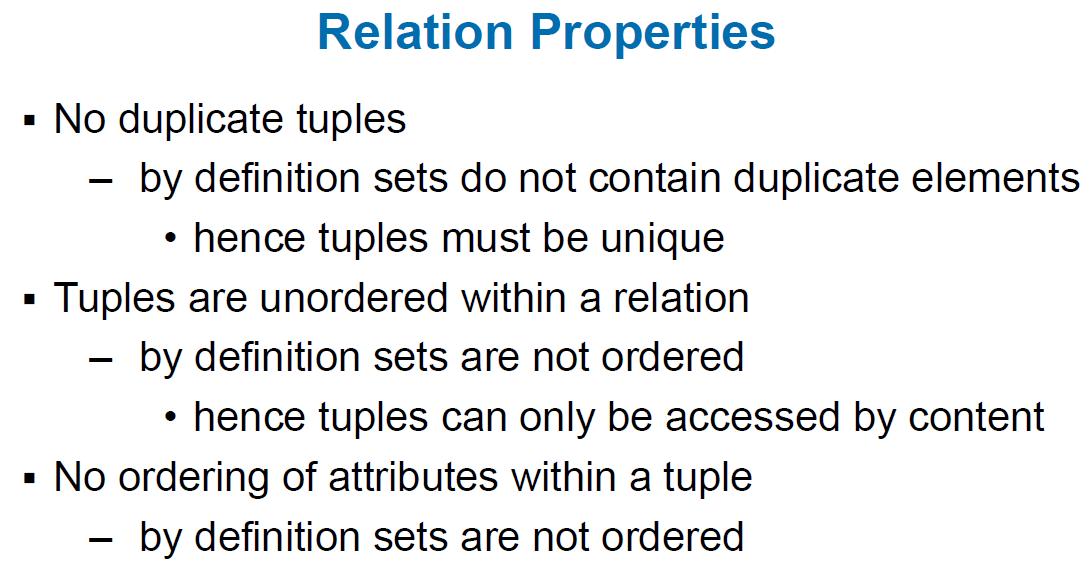 Relation Properties
▪ No duplicate tuples
– by definition sets do not contain duplicate elements
• hence tuples must be unique
▪ Tuples are unordered within a relation
– by definition sets are not ordered
• hence tuples can only be accessed by content
▪ No ordering of attributes within a tuple
– by definition sets are not ordered